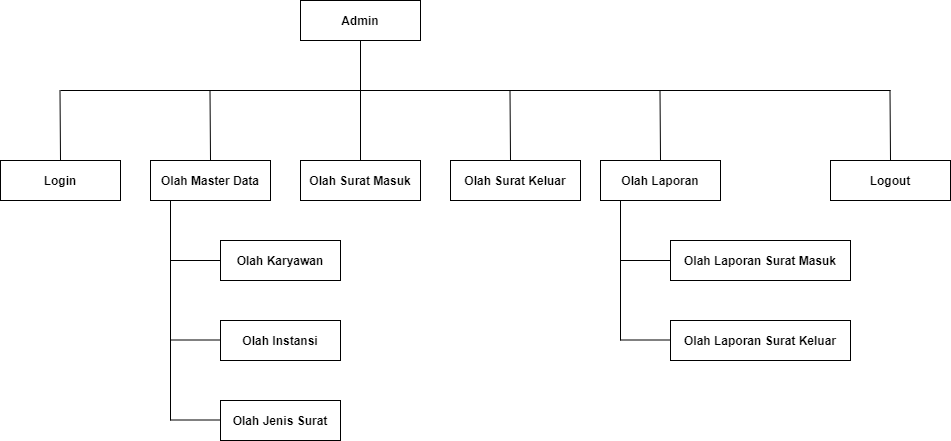 Admin
Login
Olah Master Data
Olah Surat Masuk
Olah Surat Keluar
Olah Laporan
Logout
Olah Karyawan
Olah Laporan Surat Masuk
Olah Instansi
Olah Laporan Surat Keluar
Olah Jenis Surat